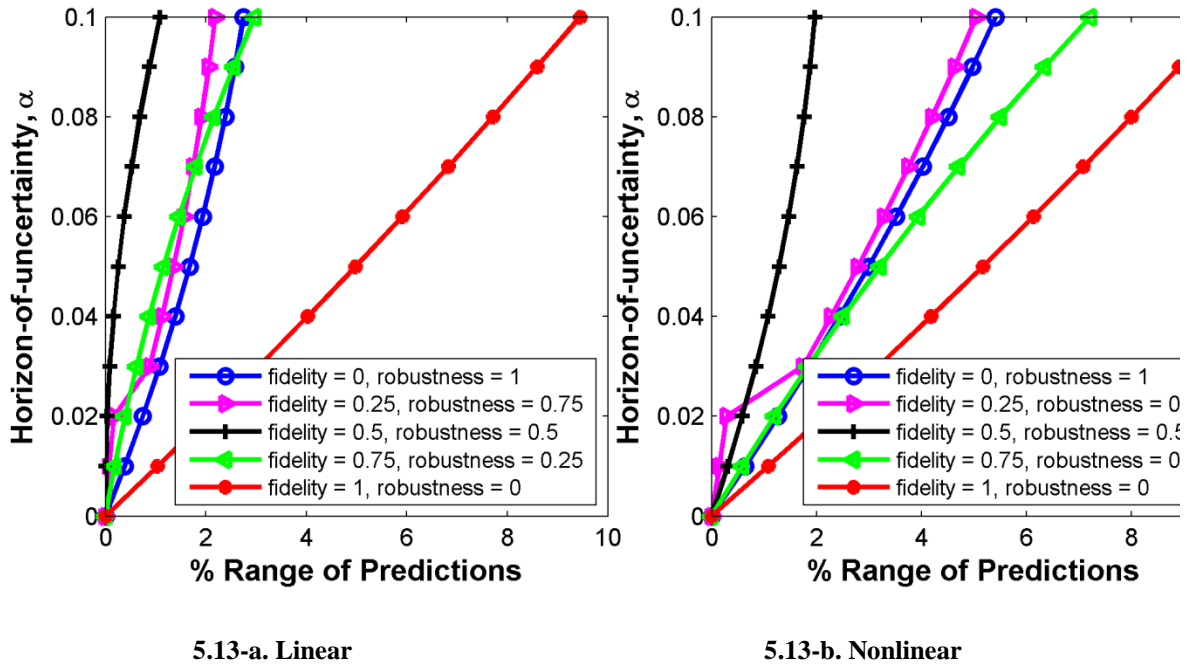 0.1
0.08
0.06
0.04
0.02
0
Horizon-of-uncertainty, α
fidelity = 0, robustness = 1
fidelity = 0.25, robustness = 0.75
fidelity = 0.5, robustness = 0.5
fidelity = 0.75, robustness = 0.25
fidelity = 1, robustness = 0
0 2 4 6 8 10
% Range of Predictions
5.13-a. Linear
0.1
0.08
0.06
0.04
0.02
0
Horizon-of-uncertainty, α
fidelity = 0, robustness = 1
fidelity = 0.25, robustness = 0
fidelity = 0.5, robustness = 0.5
fidelity = 0.75, robustness = 0
fidelity = 1, robustness = 0
0 2 4 6 8
% Range of Predictions
5.13-b. Nonlinear